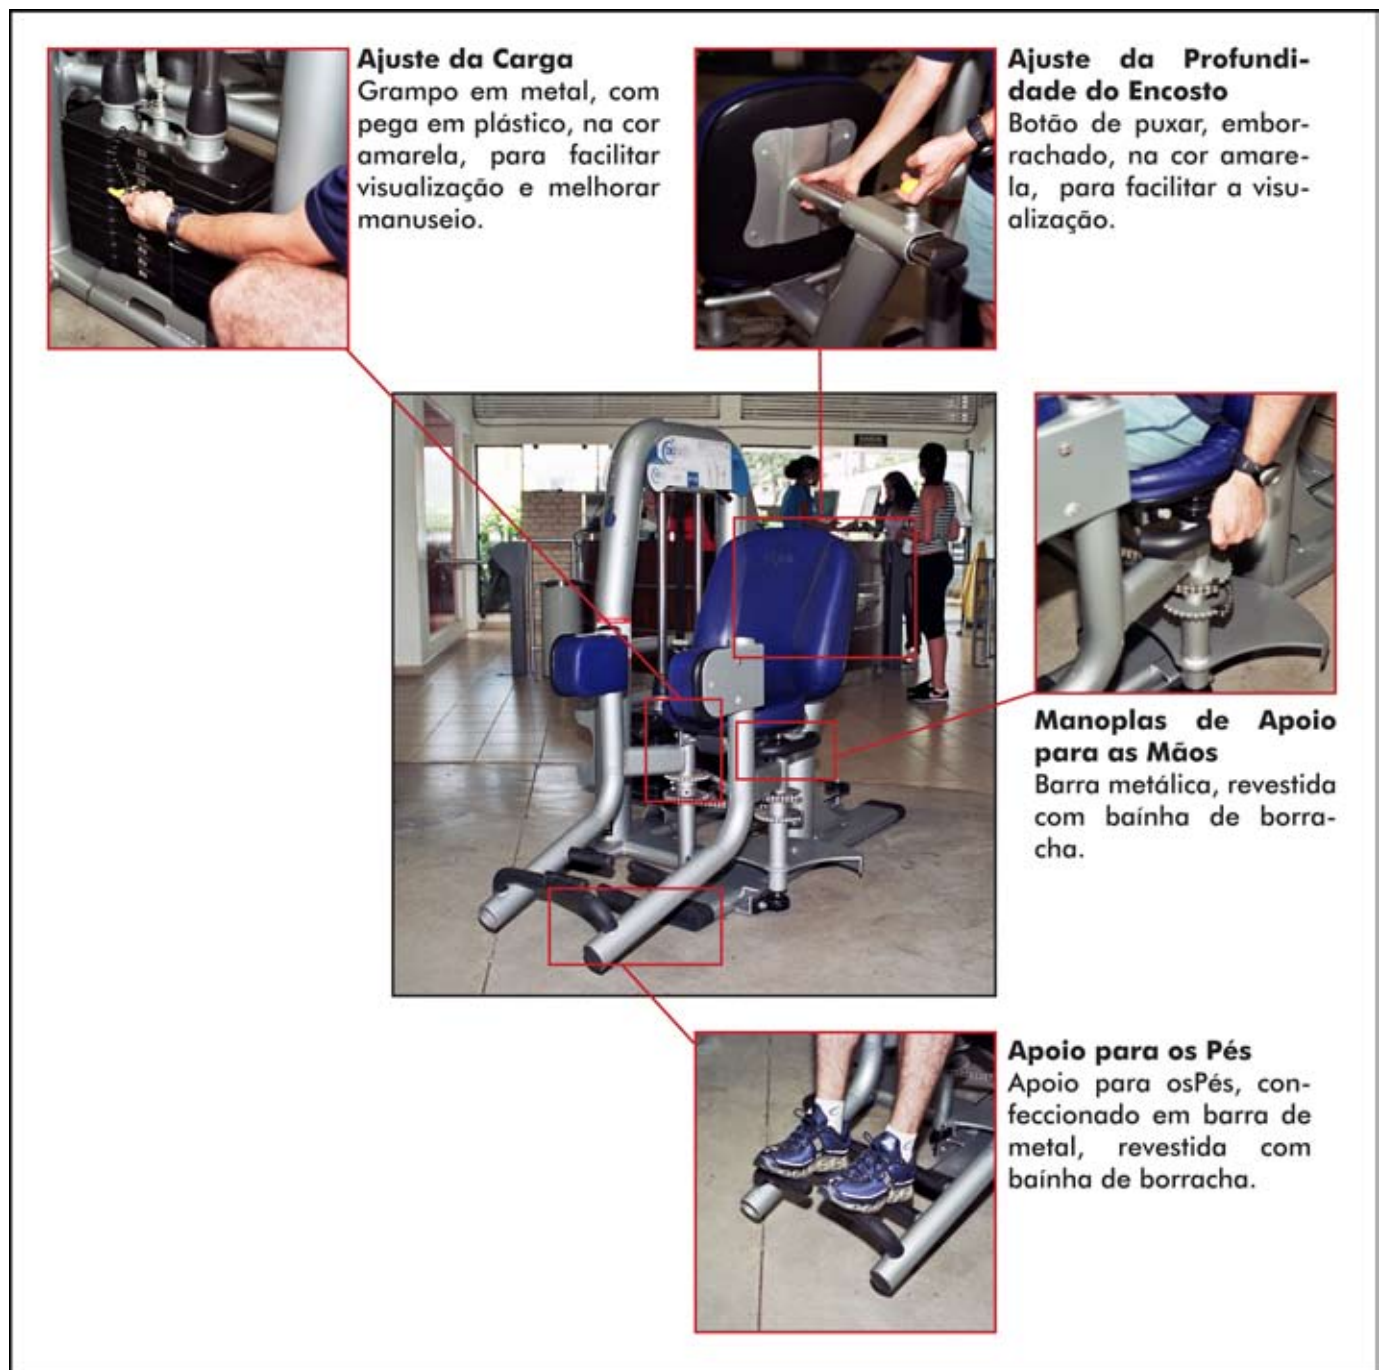 Ajuste da Carga
Grampo em metal, com
pega em plástico, na cor
amarela, para facilitar
visualização e melhorar
manuseio.
Ajuste da Profundi-
dade do Encosto
Botão de puxar, embor-
rachado, na cor amare-
la, para facilitar a visu-
alização.
Manoplas de Apoio
para as Mãos
Barra metálica, revestida
com baínha de borra-
cha.
Apoio para os Pés
Apoio para osPés, con-
feccionado em barra de
metal, revestida com
baínha de borracha.